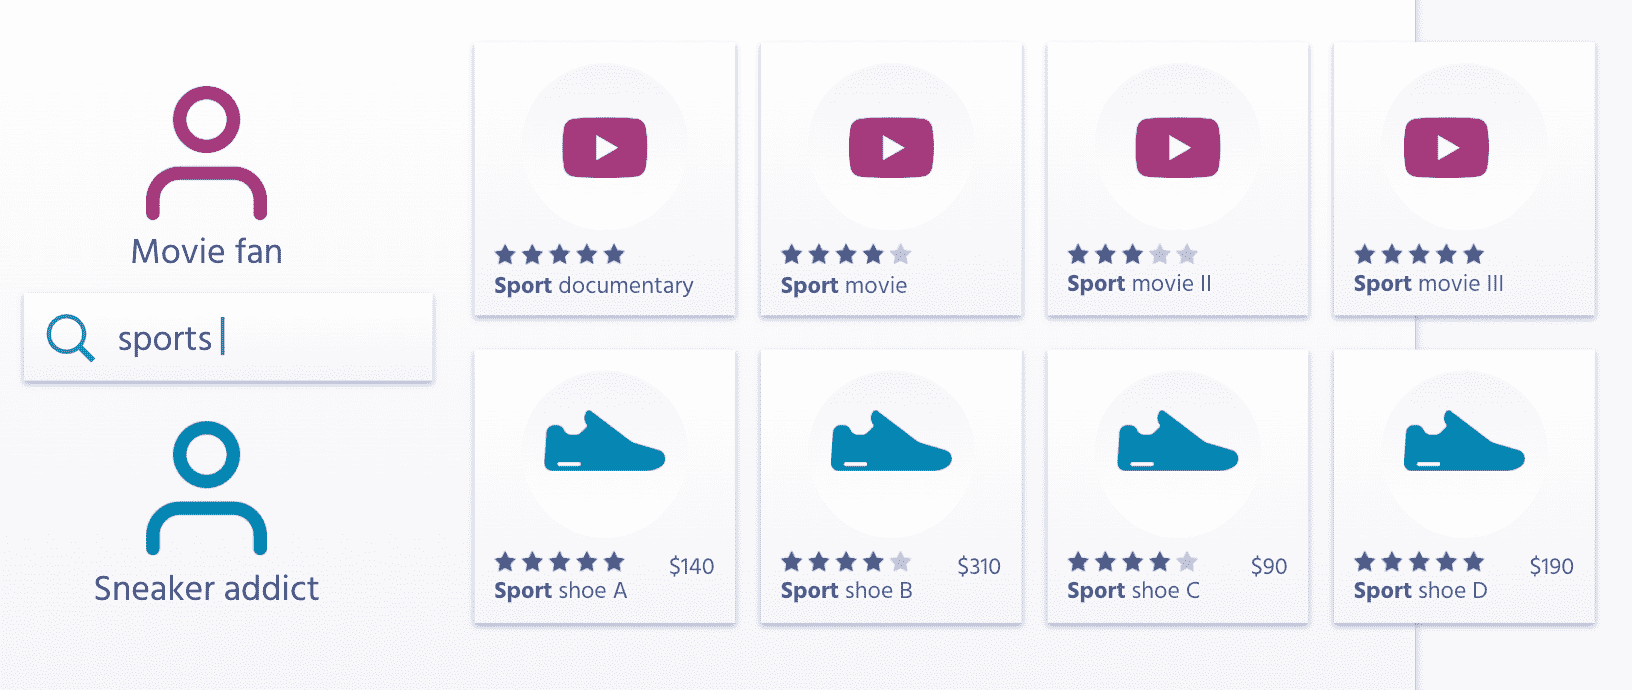 Movie fan
sports
Sneaker addict
Sport documentary
Sport movie
Sport movie II
Sport movie III
$140
Sport shoe A
$310
Sport shoe B
$90
Sport shoe C
$190
Sport shoe D